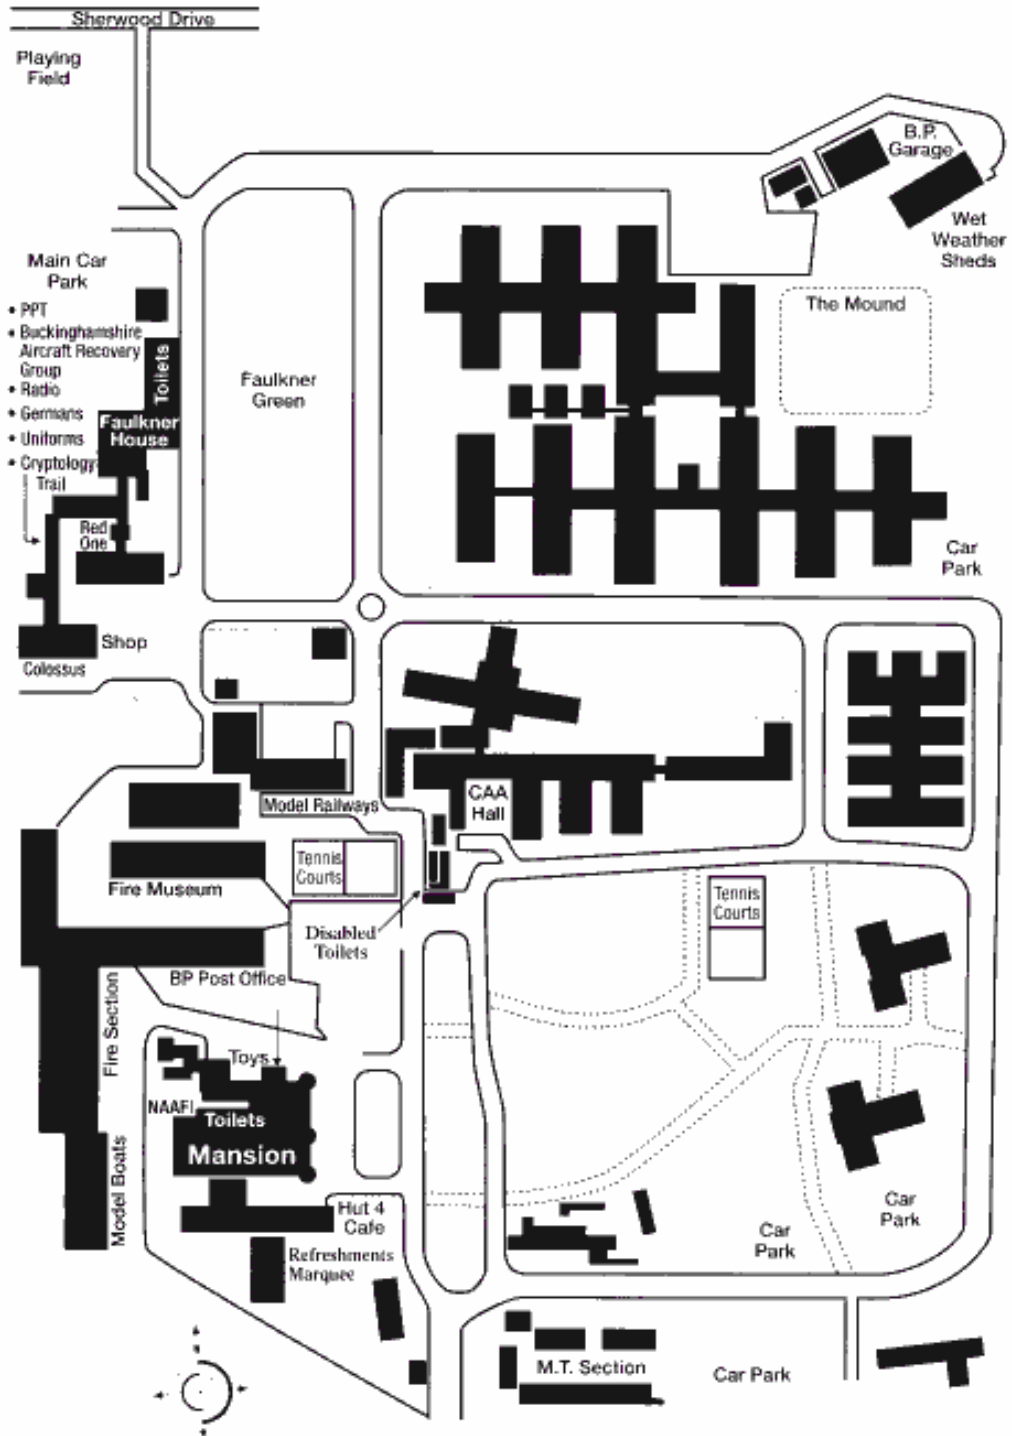 Sherwood Drive
Playing
Field
B.P.
Garage
Wet
Weather
Sheds
Main Car
Park
• PPT
• Buckinghamshire
Aircraft Recovery
Group
• Radio
• Germans
• Uniforms
• Cryptology
Trail
Toilets
Faulkner
House
Red
One
Shop
Colossus
Faulkner
Green
The Mound
Car
Park
CAA
Hall
Model Railways
Tennis
Courts
Fire Museum
Disabled
Toilets
Tennis
Courts
BP Post Office
Fire Section
Toys
NAAFI
Toilets
Mansion
Model Boats
Hut 4
Cafe
Refreshments
Marquee
Car
Park
Car
Park
M.T. Section
Car Park